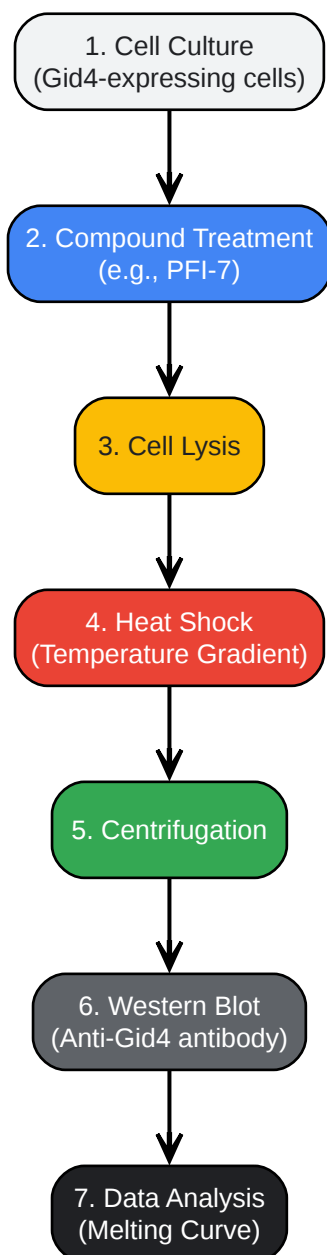 1. Cell Culture
(Gid4-expressing cells)
2. Compound Treatment
(e.g., PFI-7)
3. Cell Lysis
4. Heat Shock
(Temperature Gradient)
5. Centrifugation
6. Western Blot
(Anti-Gid4 antibody)
7. Data Analysis
(Melting Curve)